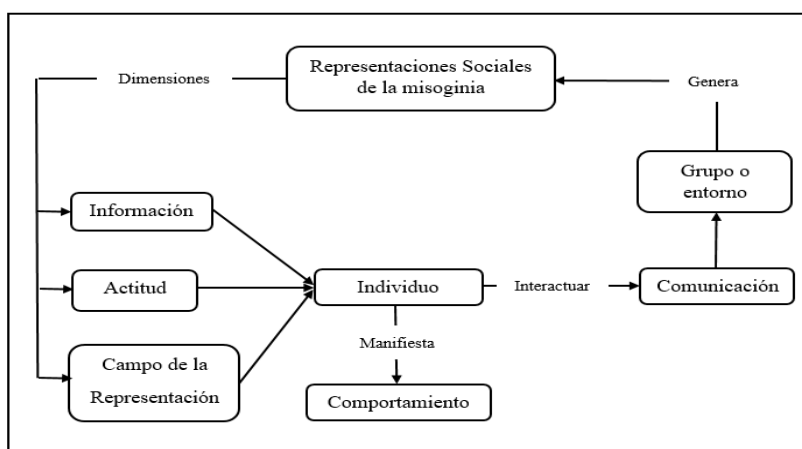 Representaciones Sociales
de la misoginia
Dimensiones
Genera
Grupo o
entorno
Información
Actitud
Individuo
Interactuar
Comunicación
Manifiesta
Campo de la
Representación
Comportamiento